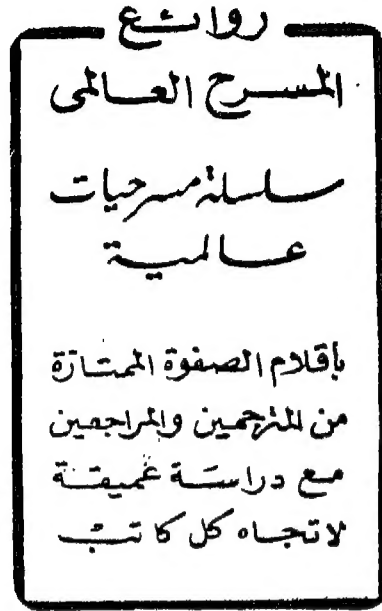 روائع
المسرح العالمى
سلسلة مسرحيات
عالمية
بأقلام الصفوة الممتازة
من المترجمين والمراجعين
مع دراسة عميقة
لاتجاه كل كاتب